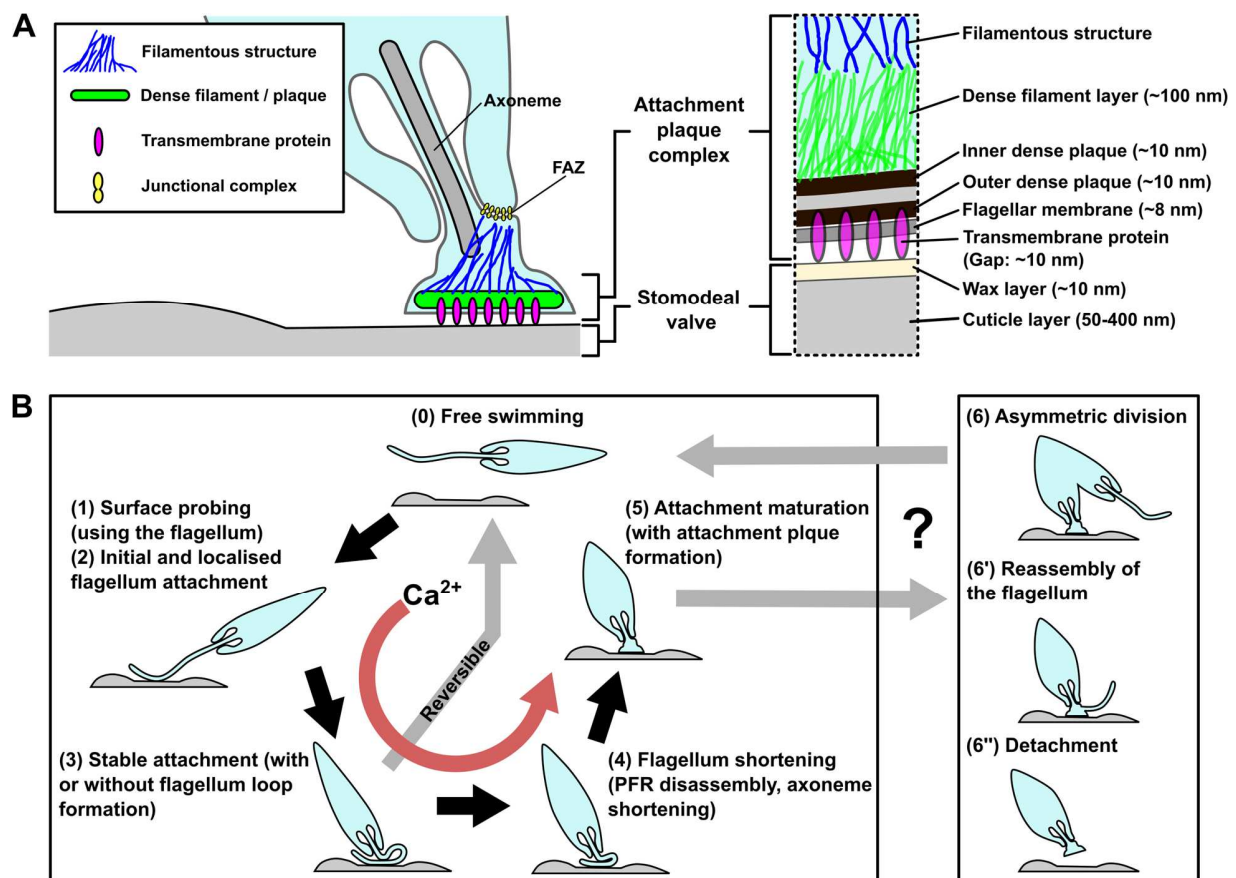 A
Filamentous structure
Dense filament / plaque
Transmembrane protein
Junctional complex
Axoneme
FAZ
Attachment
plaque
complex
Stomodeal
valve
Filamentous structure
Dense filament layer (~100 nm)
Inner dense plaque (~10 nm)
Outer dense plaque (~10 nm)
Flagellar membrane (~8 nm)
Transmembrane protein
(Gap: ~10 nm)
Wax layer (~10 nm)
Cuticle layer (50-400 nm)
B
(0) Free swimming
(1) Surface probing
(using the flagellum)
(2) Initial and localised
flagellum attachment
Ca²⁺
Reversible
(3) Stable attachment (with
or without flagellum loop
formation)
(4) Flagellum shortening
(PFR disassembly, axoneme
shortening)
(5) Attachment maturation
(with attachment plque
formation)
?
(6) Asymmetric division
(6') Reassembly of
the flagellum
(6'') Detachment